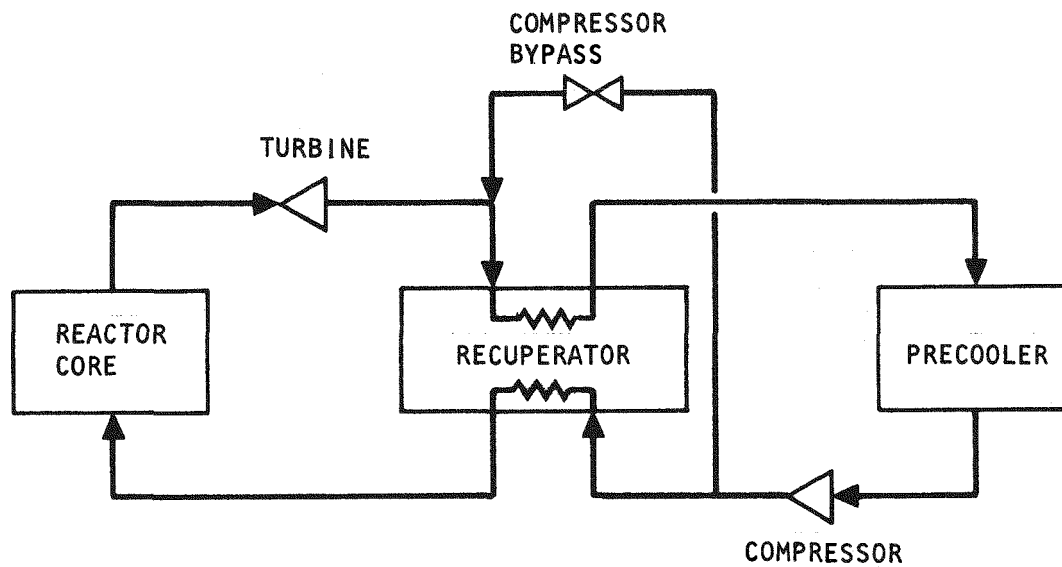 COMPRESSOR
BYPASS
TURBINE
REACTOR
CORE
RECUPERATOR
PRECOOLER
COMPRESSOR